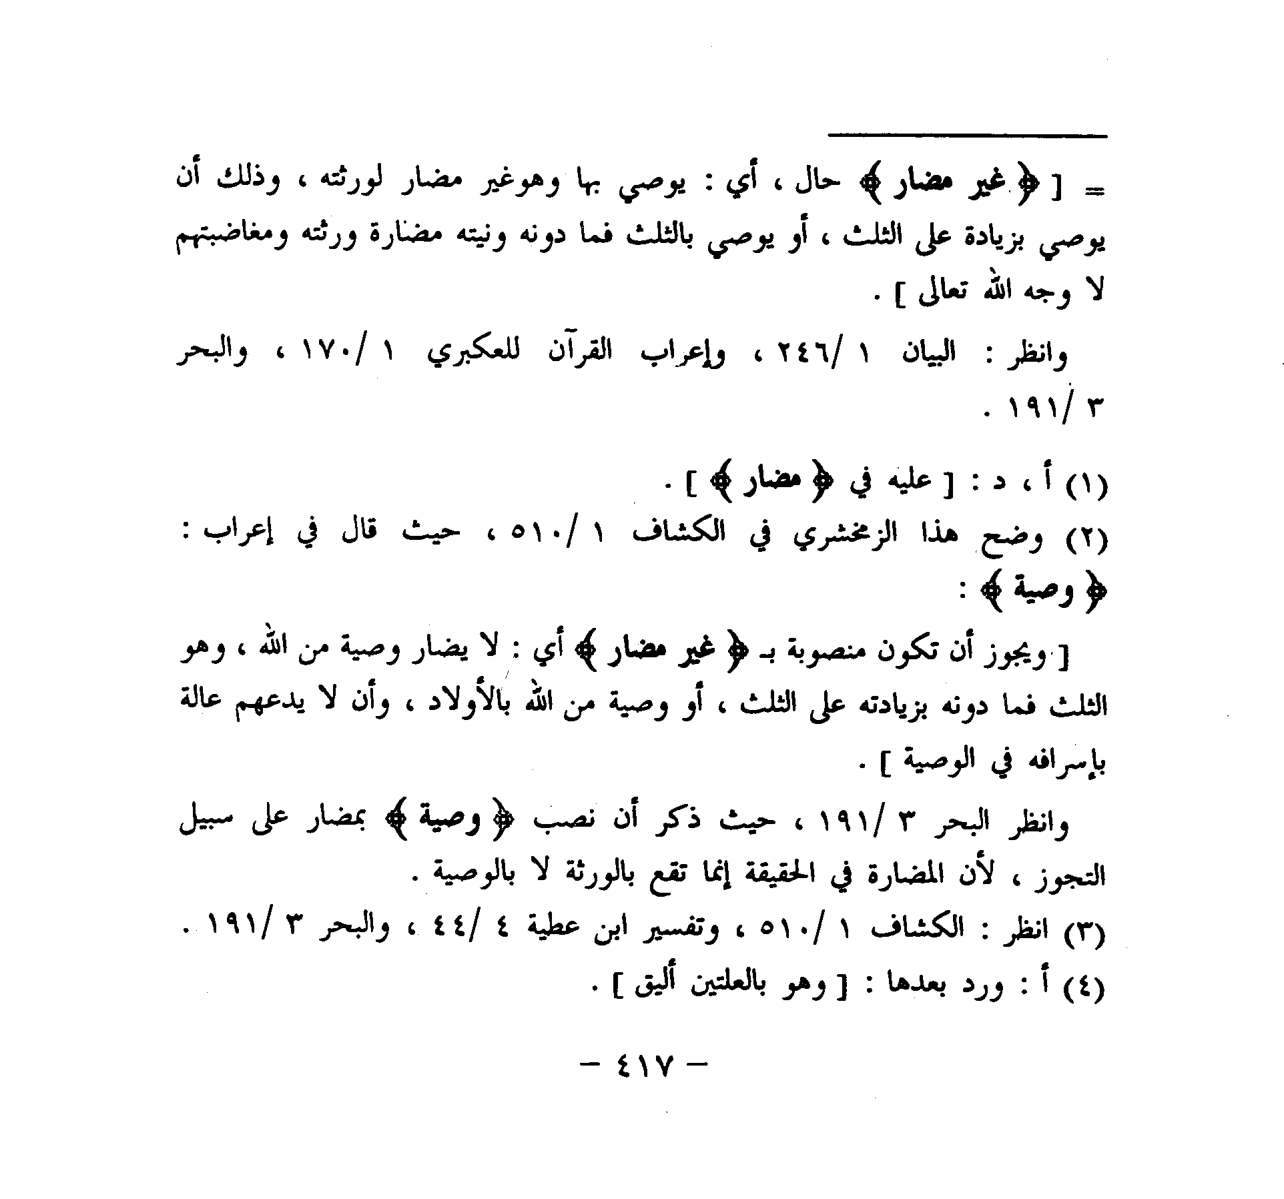 = [ ﴿ غير مضار ﴾ حال ، أي : يوصي بها وهوغير مضار لورثته ، وذلك أن
يوصي بزيادة على الثلث ، أو يوصي بالثلث فما دونه ونيته مضارة ورثته ومغاضبتهم
لا وجه الله تعالى ] .
وانظر : البيان ١ /٢٤٦ ، وإعراب القرآن للعكبري ١ /١٧٠ ، والبحر
٣ /١٩١ .
(١) أ ، د : [ عليه في ﴿ مضار ﴾ ] .
(٢) وضح هذا الزمخشري في الكشاف ١ /٥١٠ ، حيث قال في إعراب :
﴿ وصية ﴾ :
[ ويجوز أن تكون منصوبة بـ ﴿ غير مضار ﴾ أي : لا يضار وصية من الله ، وهو
الثلث فما دونه بزيادته على الثلث ، أو وصية من الله بالأولاد ، وأن لا يدعهم عالة
بإسرافه في الوصية ] .
وانظر البحر ٣ /١٩١ ، حيث ذكر أن نصب ﴿ وصية ﴾ بمضار على سبيل
التجوز ، لأن المضارة في الحقيقة إنما تقع بالورثة لا بالوصية .
(٣) انظر : الكشاف ١ /٥١٠ ، وتفسير ابن عطية ٤ /٤٤ ، والبحر ٣ /١٩١ .
(٤) أ : ورد بعدها : [ وهو بالعلتين أليق ] .
– ٤١٧ –